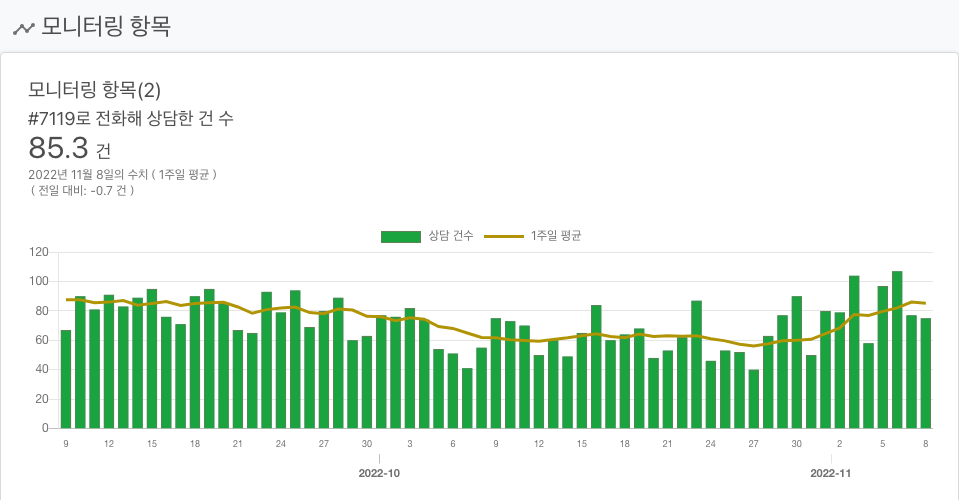 모니터링 항목
모니터링 항목(2)
#7119로 전화해 상담한 건 수
85.3 건
2022년 11월 8일의 수치 ( 1주일 평균 )
( 전일 대비: -0.7 건 )
상담 건수 1주일 평균
120
100
80
60
40
20
0
9 12 15 18 21 24 27 30 3 6 9 12 15 18 21 24 27 30 2 5 8
2022-10 2022-11